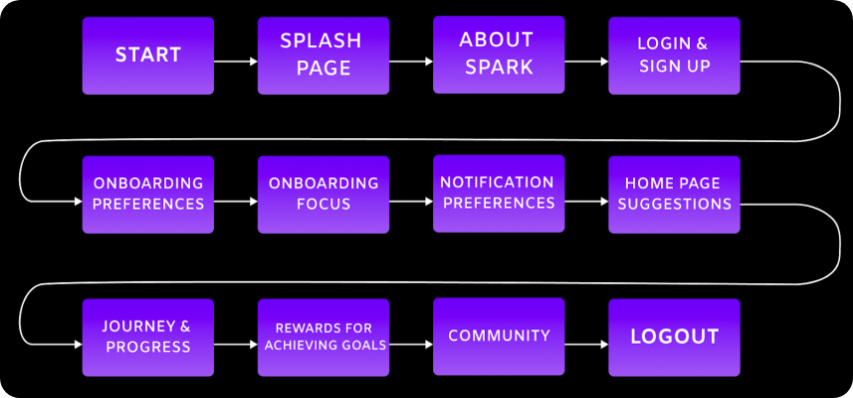 START
SPLASH
PAGE
ABOUT
SPARK
LOGIN &
SIGN UP
ONBOARDING
PREFERENCES
ONBOARDING
FOCUS
NOTIFICATION
PREFERENCES
HOME PAGE
SUGGESTIONS
JOURNEY &
PROGRESS
REWARDS FOR
ACHIEVING GOALS
COMMUNITY
LOGOUT